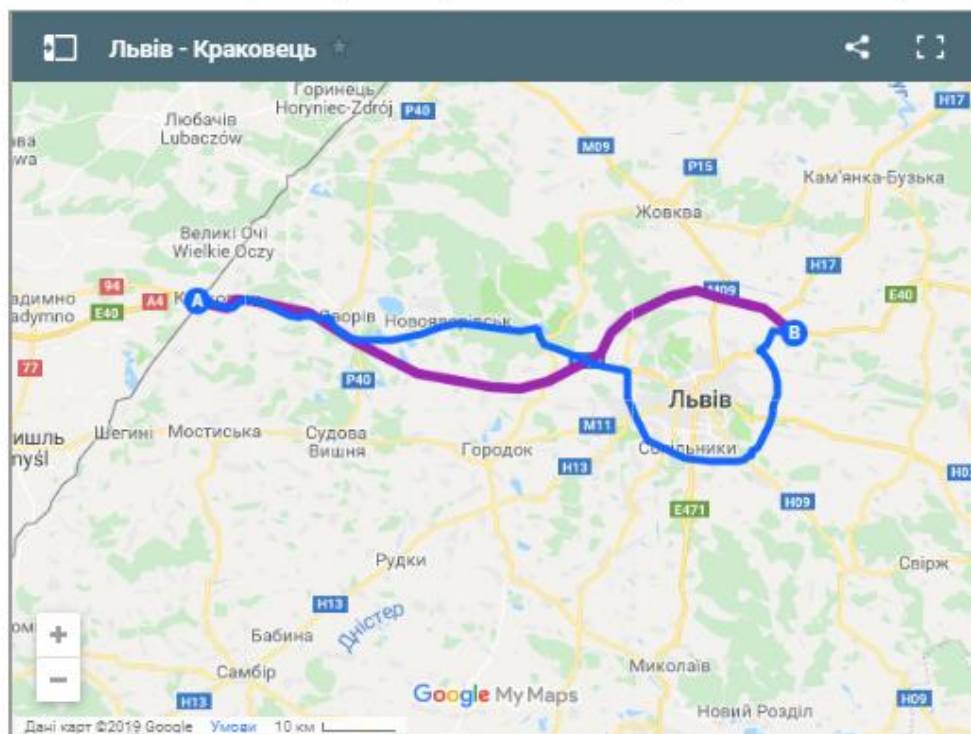 Львів - Краковець
Горинець
Horyniec-Zdrój
P40
H17
Любачів
Lubaczów
M09
P15
Кам'янка-Бузька
Жовква
Великі Очі
Wielkie Oczy
H17
94
A4
E40
A
M09
E40
Яворів
Новояворівськ
B
77
P40
Львів
Шегині
Мостиська
Судова
Вишня
Городок
M11
H13
Сокільники
H09
E471
Рудки
Свірж
H13
Дністер
Бабина
Самбір
Миколаїв
H13
Google My Maps
Новий Розділ
H09
Дані карт ©2019 Google Умови 10 км